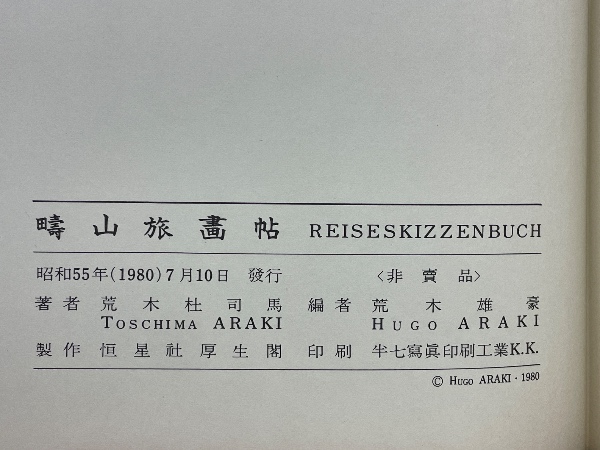 疇山旅畵帖 REISESKIZZENBUCH
昭和55年(1980)7月10日 發行 〈非賣品〉
著者 荒木杜司馬 編者 荒木雄豪
TOSCHIMA ARAKI HUGO ARAKI
製作 恒星社厚生閣 印刷 半七寫眞印刷工業K.K.
© HUGO ARAKI・1980